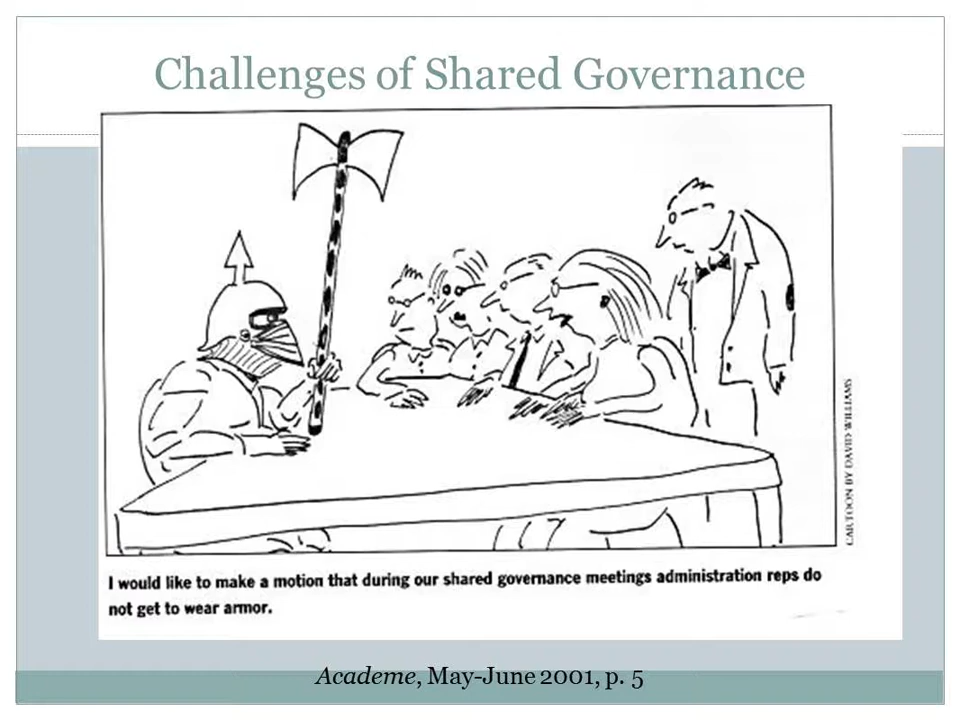 Challenges of Shared Governance
CARTOON BY DAVID WILLIAMS
I would like to make a motion that during our shared governance meetings administration reps do
not get to wear armor.
Academe, May-June 2001, p. 5